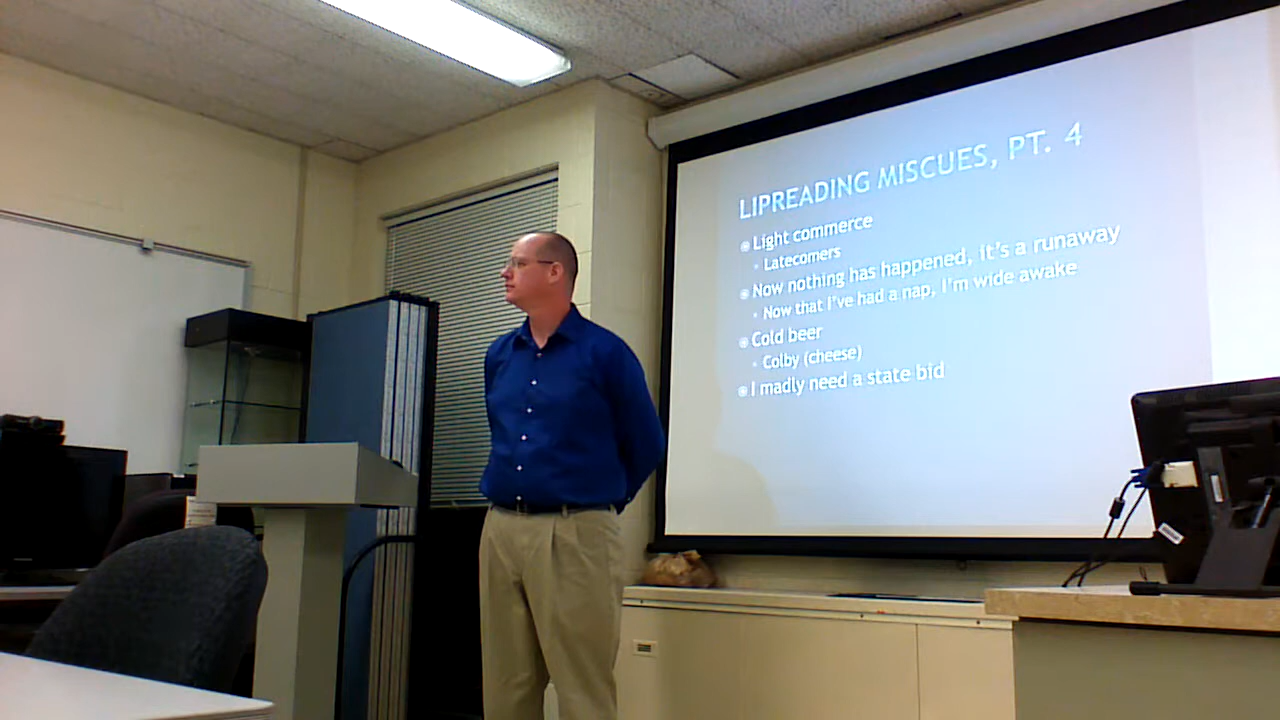 LIPREADING MISCUES, PT. 4
Light commerce
Latecomers
Now nothing has happened, it's a runaway
Now that I've had a nap, I'm wide awake
Cold beer
Colby (cheese)
I madly need a state bid